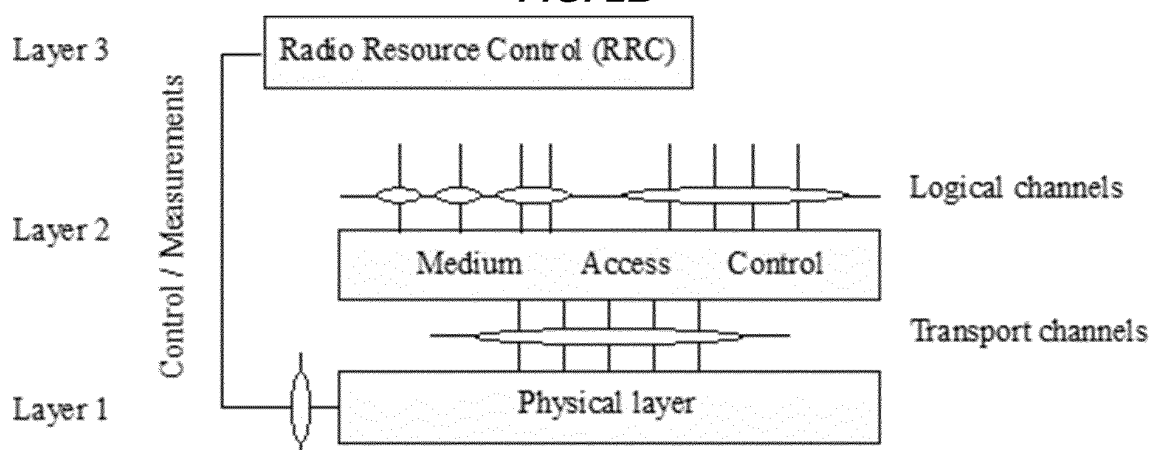 Layer 3
Radio Resource Control (RRC)
Control / Measurements
Logical channels
Layer 2
Medium Access Control
Transport channels
Layer 1
Physical layer